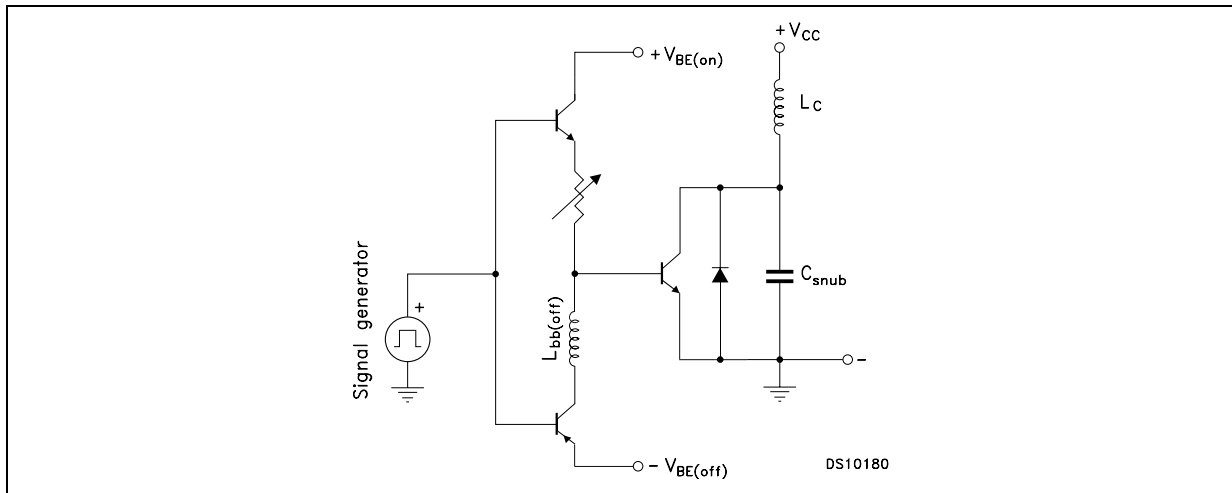 + V_CC
+ V_BE(on)
L_C
Signal generator
+
L_bb(off)
C_snub
-
- V_BE(off)
DS10180